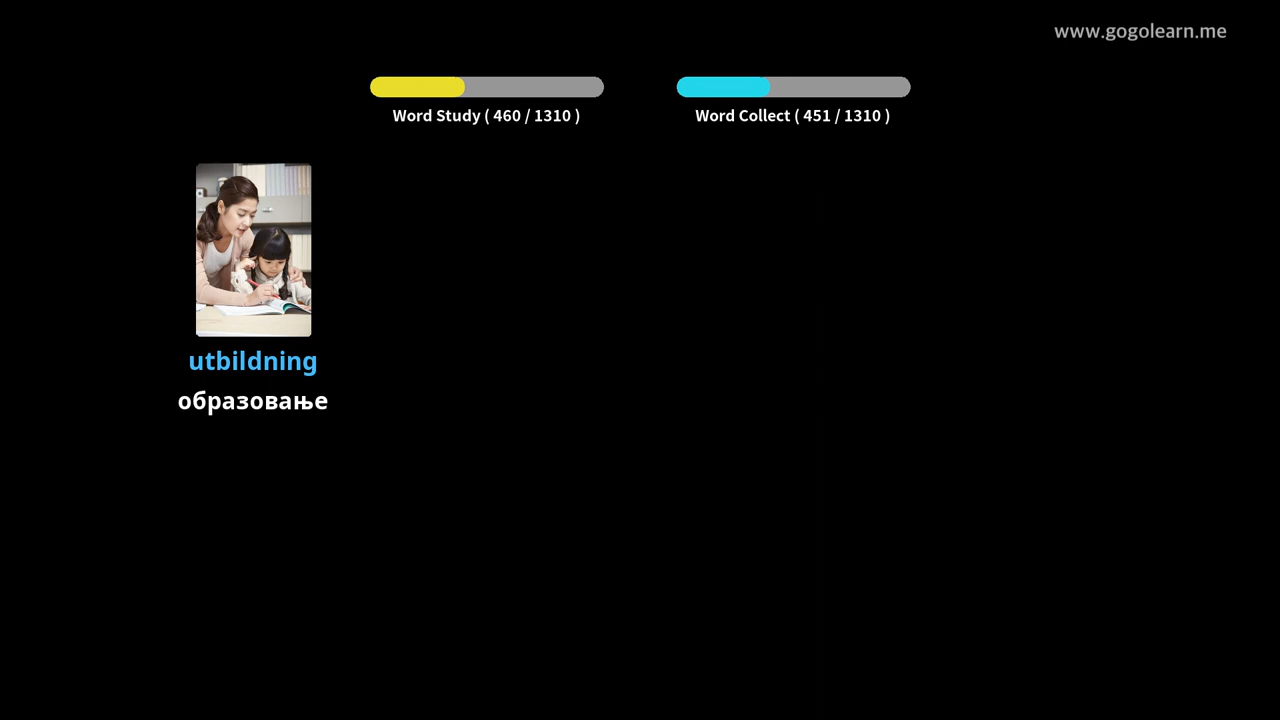 www.gogolearn.me
Word Study ( 460 / 1310 )
Word Collect ( 451 / 1310 )
utbildning
образовање